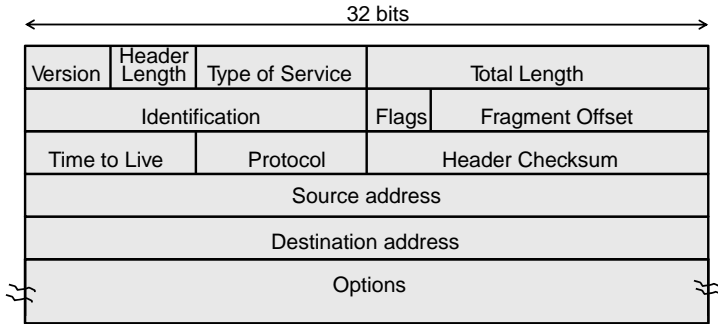 32 bits
Version Header Length Type of Service Total Length
Identification Flags Fragment Offset
Time to Live Protocol Header Checksum
Source address
Destination address
Options